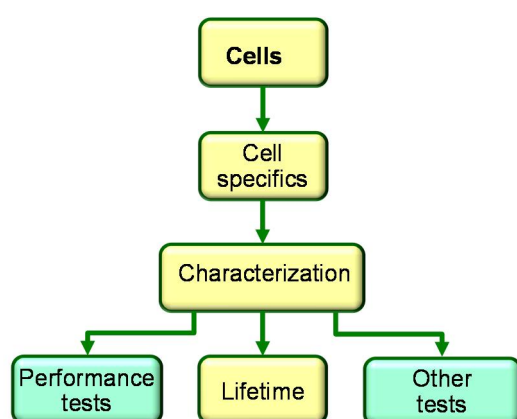 Cells
Cell
specifics
Characterization
Performance
tests
Lifetime
Other
tests